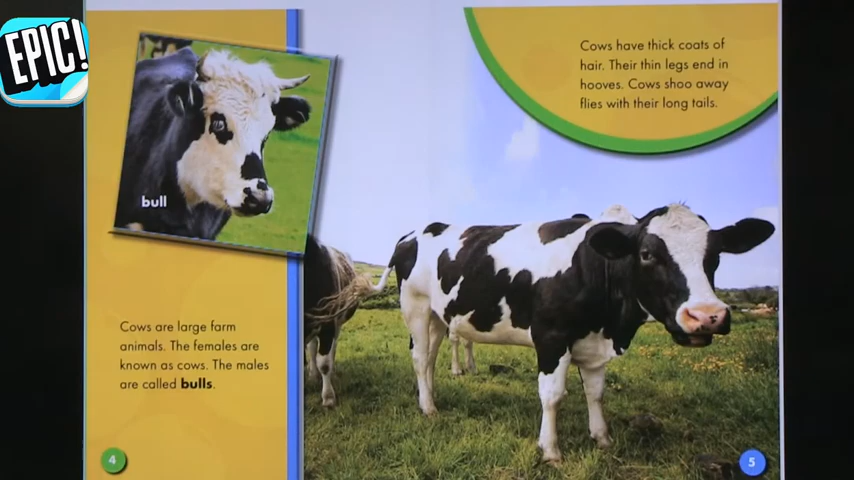 EPIC!
bull
Cows are large farm
animals. The females are
known as cows. The males
are called bulls.
4
Cows have thick coats of
hair. Their thin legs end in
hooves. Cows shoo away
flies with their long tails.
5